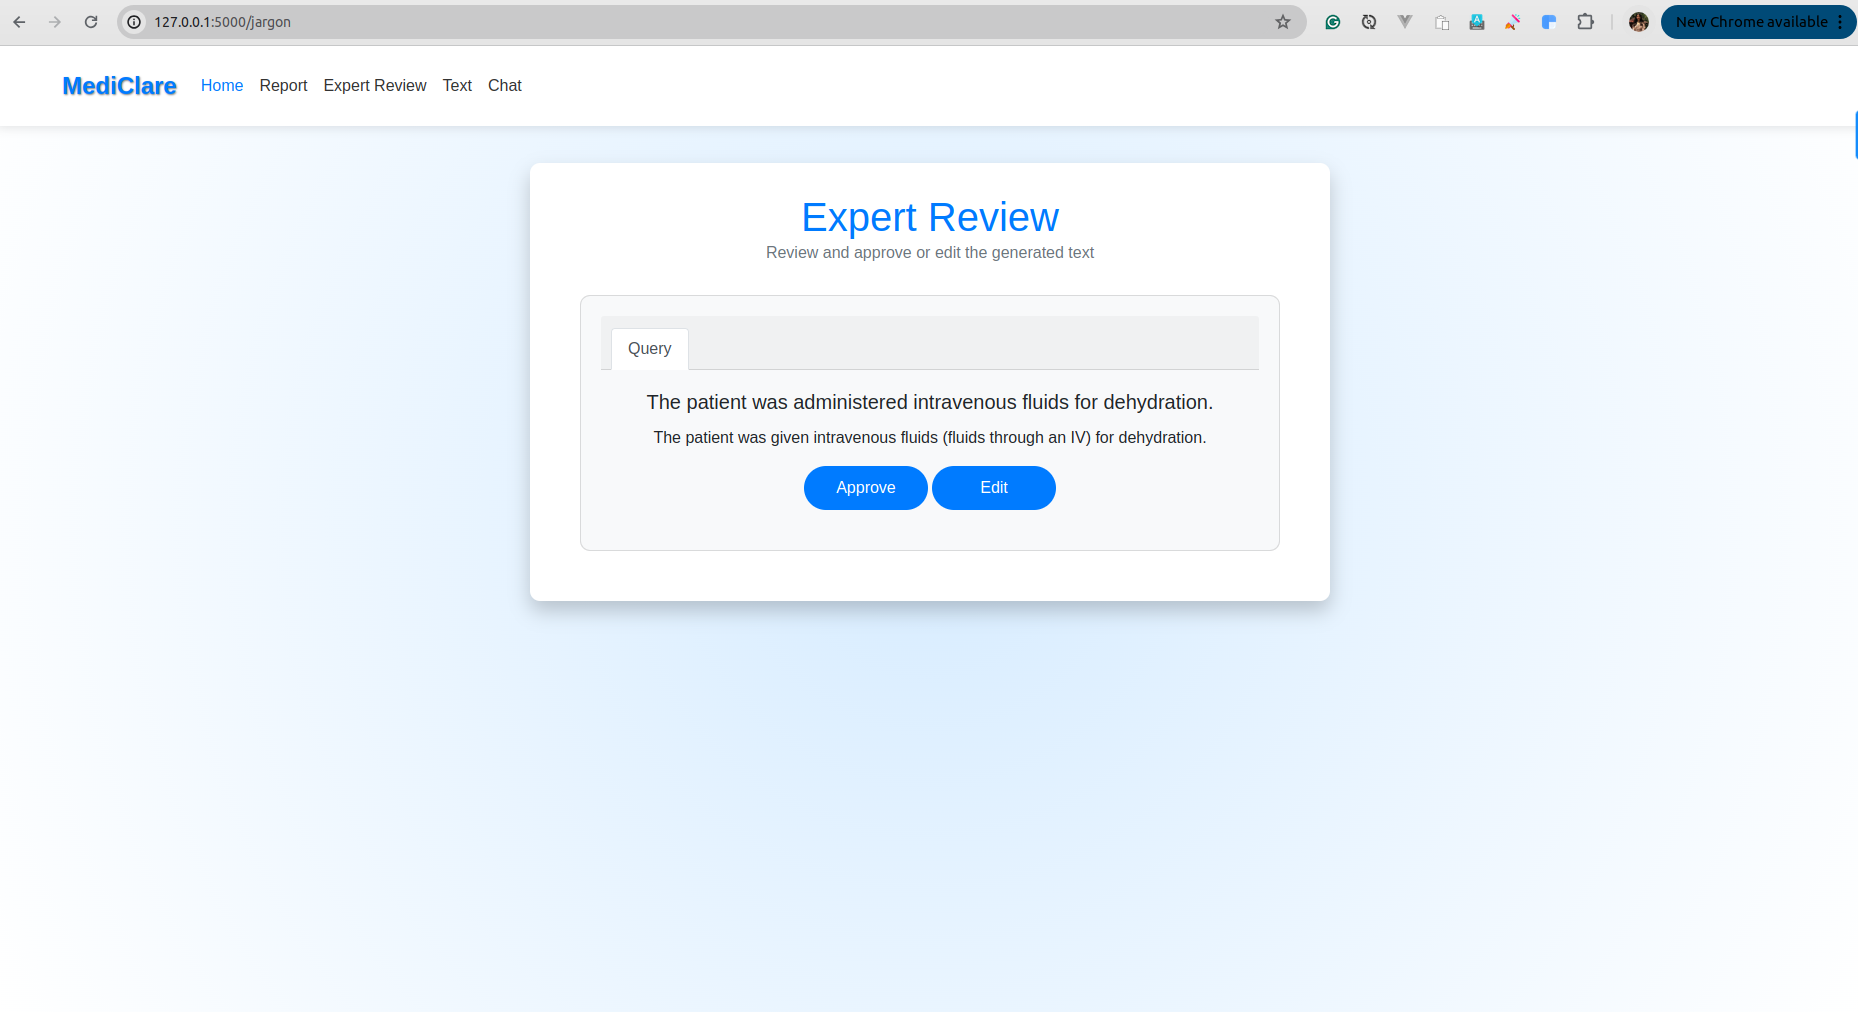 127.0.0.1:5000/jargon
New Chrome available
MediClare Home Report Expert Review Text Chat
Expert Review
Review and approve or edit the generated text
Query
The patient was administered intravenous fluids for dehydration.
The patient was given intravenous fluids (fluids through an IV) for dehydration.
Approve Edit